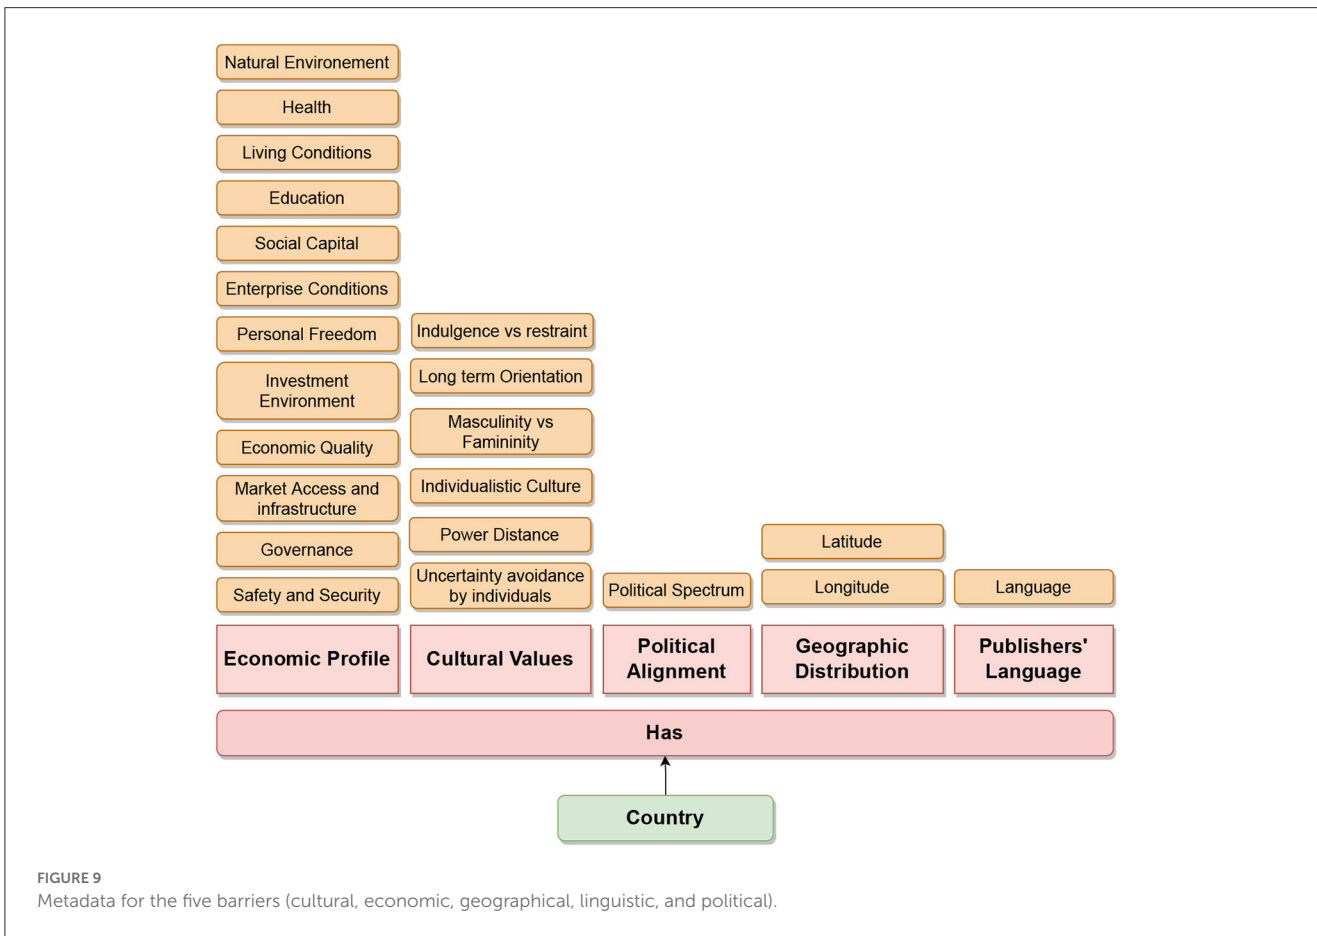 Natural Environement
Health
Living Conditions
Education
Social Capital
Enterprise Conditions
Personal Freedom
Investment
Environment
Economic Quality
Market Access and
infrastructure
Governance
Safety and Security
Indulgence vs restraint
Long term Orientation
Masculinity vs
Famininity
Individualistic Culture
Power Distance
Uncertainty avoidance
by individuals
Political Spectrum
Latitude
Longitude
Language
Economic Profile
Cultural Values
Political
Alignment
Geographic
Distribution
Publishers'
Language
Has
Country
FIGURE 9
Metadata for the five barriers (cultural, economic, geographical, linguistic, and political).